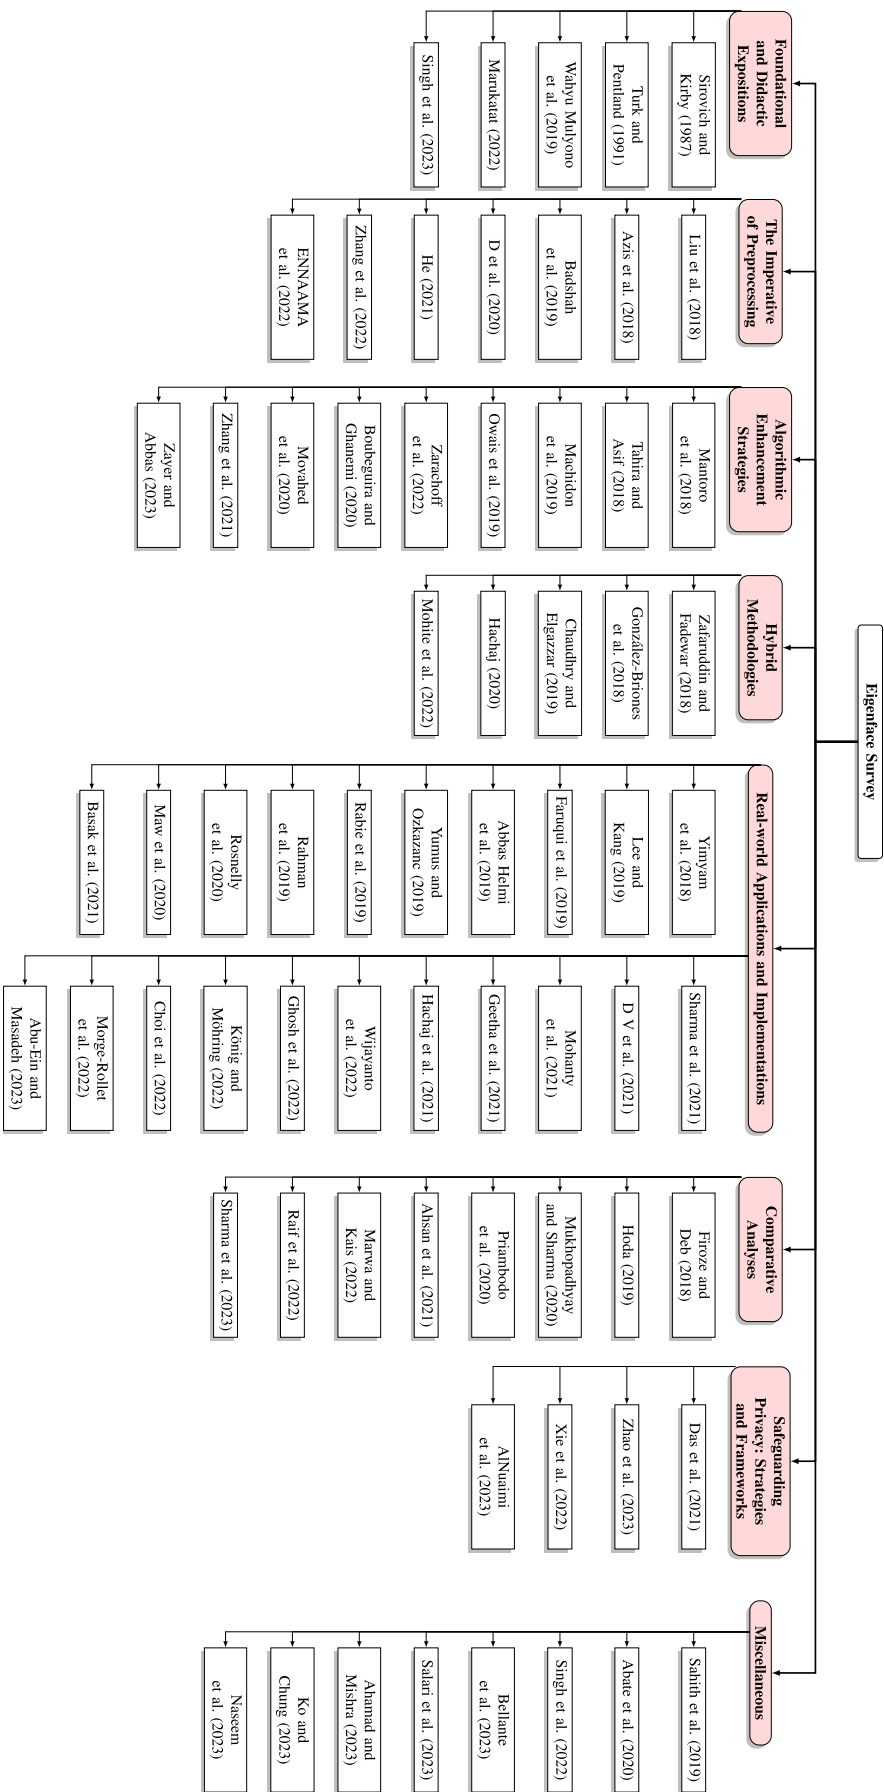 Eigenface Survey
Foundational
and Didactic
Expositions
Sirovich and
Kirby (1987)
Turk and
Pentland (1991)
Wahyu Mulyono
et al. (2019)
Marukatat (2022)
Singh et al. (2023)
The Imperative
of Preprocessing
Liu et al. (2018)
Azis et al. (2018)
Badshah
et al. (2019)
D et al. (2020)
He (2021)
Zhang et al. (2022)
ENNAAMA
et al. (2022)
Algorithmic
Enhancement
Strategies
Mantoro
et al. (2018)
Tahira and
Asif (2018)
Machidon
et al. (2019)
Owais et al. (2019)
Zarachoff
et al. (2022)
Boubeguira and
Ghanemi (2020)
Movahed
et al. (2020)
Zhang et al. (2021)
Zayer and
Abbas (2023)
Hybrid
Methodologies
Zafaruddin and
Fadewar (2018)
González-Briones
et al. (2018)
Chaudhry and
Elgazzar (2019)
Hachaj (2020)
Mohite et al. (2022)
Real-world Applications and Implementations
Yimyam
et al. (2018)
Lee and
Kang (2019)
Faruqui et al. (2019)
Abbas Helmi
et al. (2019)
Yumus and
Ozkazanc (2019)
Rabie et al. (2019)
Rahman
et al. (2019)
Rosnelly
et al. (2020)
Maw et al. (2020)
Basak et al. (2021)
Sharma et al. (2021)
D V et al. (2021)
Mohanty
et al. (2021)
Geetha et al. (2021)
Hachaj et al. (2021)
Wijayanto
et al. (2022)
Ghosh et al. (2022)
König and
Möhring (2022)
Choi et al. (2022)
Morge-Rollet
et al. (2022)
Abu-Ein and
Masadeh (2023)
Comparative
Analyses
Firoze and
Deb (2018)
Hoda (2019)
Mukhopadhyay
and Sharma (2020)
Priambodo
et al. (2020)
Ahsan et al. (2021)
Marwa and
Kais (2022)
Raif et al. (2022)
Sharma et al. (2023)
Safeguarding
Privacy: Strategies
and Frameworks
Das et al. (2021)
Zhao et al. (2023)
Xie et al. (2022)
AlNuaimi
et al. (2023)
Miscellaneous
Sahith et al. (2019)
Abate et al. (2020)
Singh et al. (2022)
Bellante
et al. (2023)
Salari et al. (2023)
Ahamad and
Mishra (2023)
Ko and
Chung (2023)
Naseem
et al. (2023)